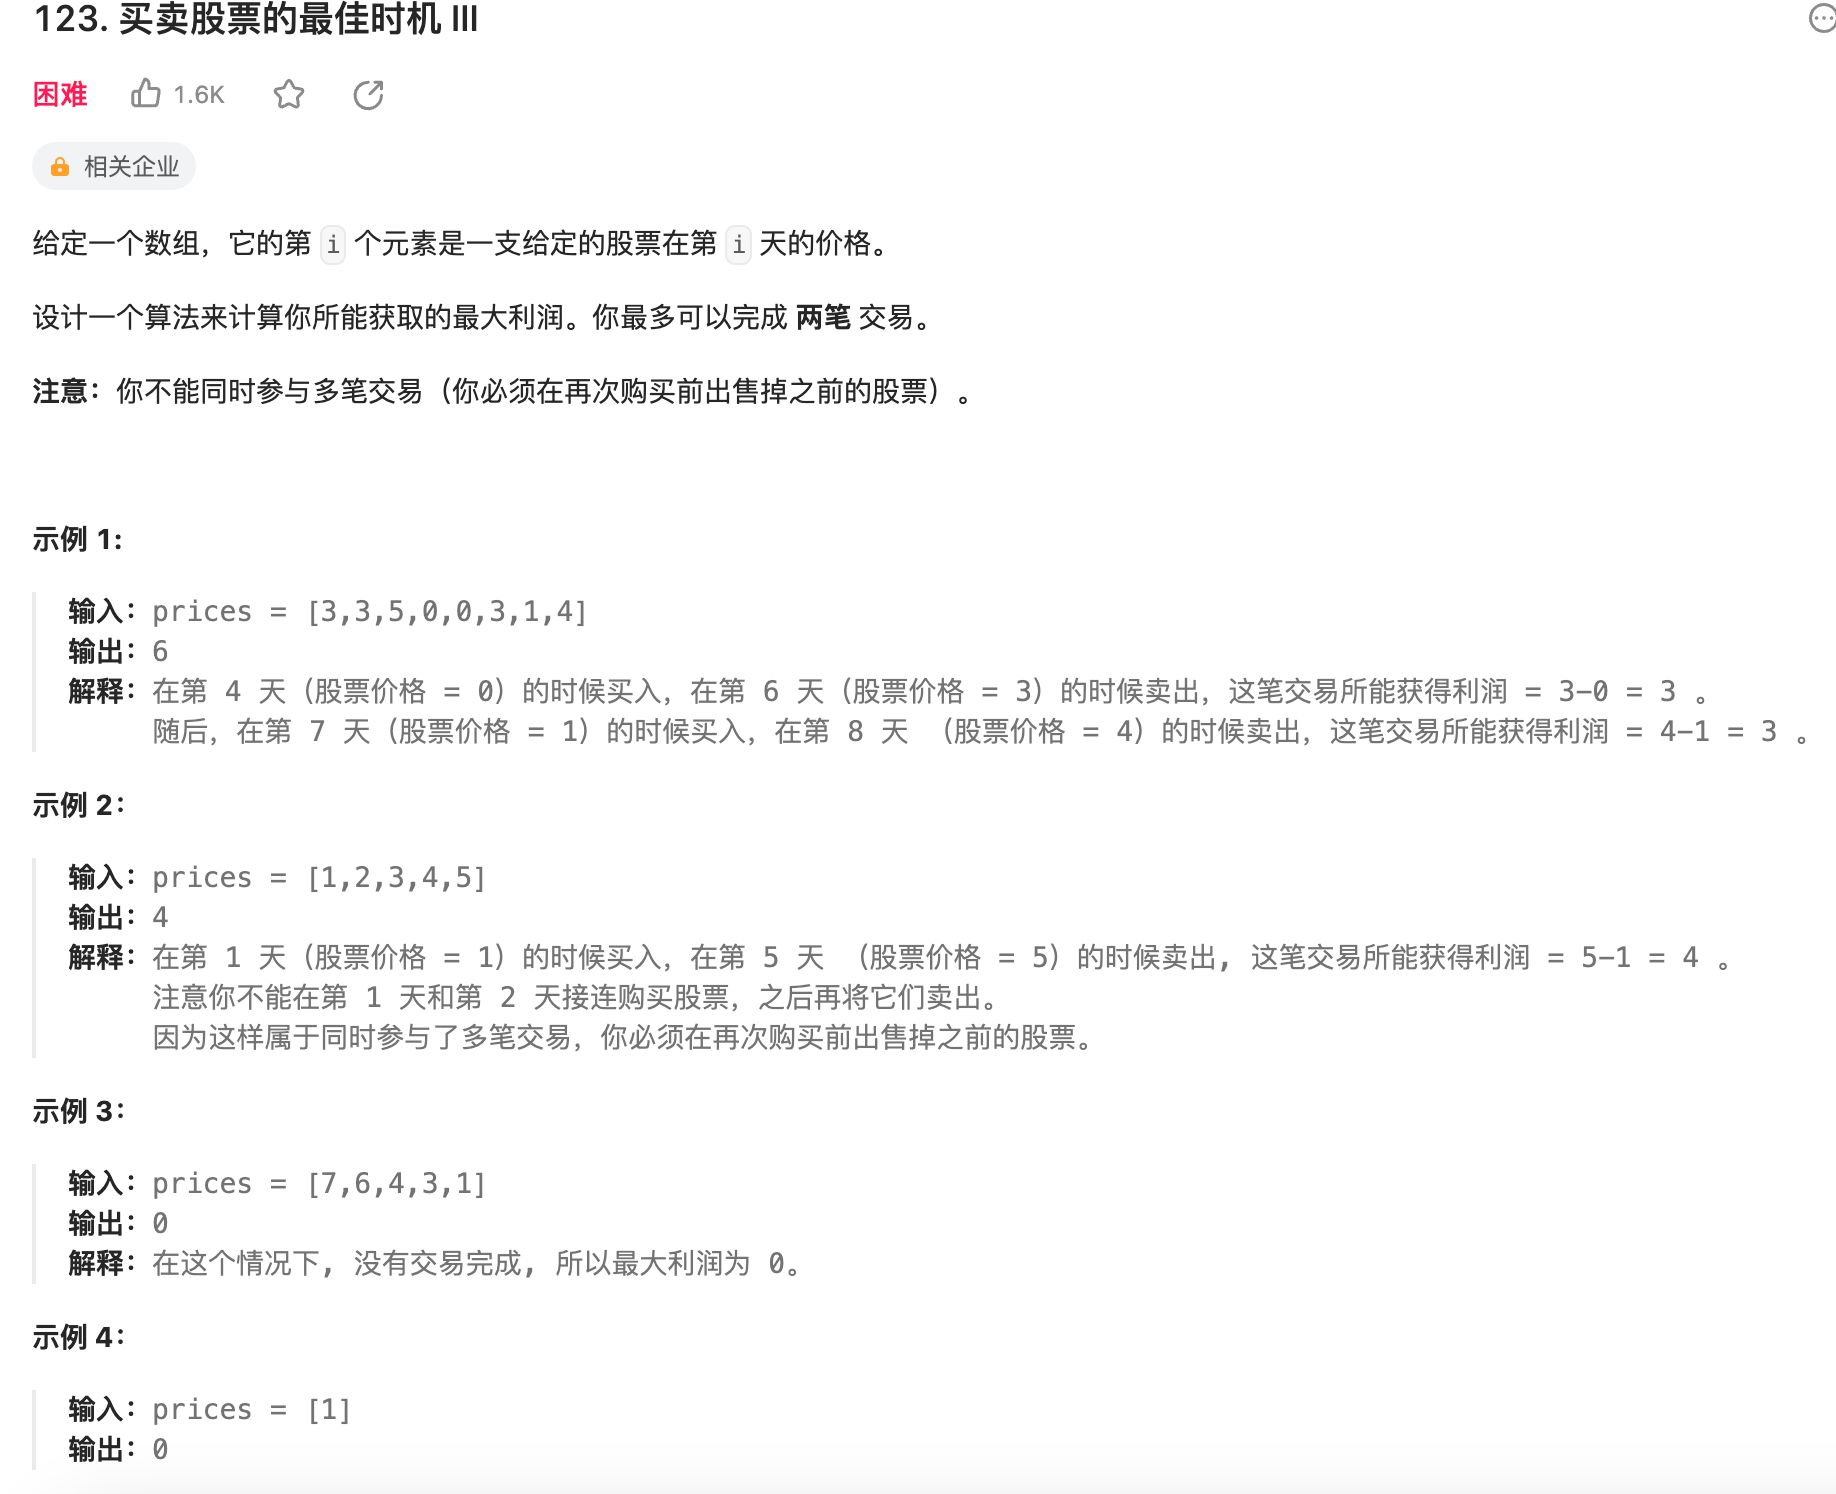 123. 买卖股票的最佳时机 III
困难 1.6K
相关企业
给定一个数组，它的第 i 个元素是一支给定的股票在第 i 天的价格。
设计一个算法来计算你所能获取的最大利润。你最多可以完成 两笔 交易。
注意：你不能同时参与多笔交易（你必须在再次购买前出售掉之前的股票）。
示例 1:
输入：prices = [3,3,5,0,0,3,1,4]
输出：6
解释：在第 4 天（股票价格 = 0）的时候买入，在第 6 天（股票价格 = 3）的时候卖出，这笔交易所能获得利润 = 3-0 = 3 。
随后，在第 7 天（股票价格 = 1）的时候买入，在第 8 天 （股票价格 = 4）的时候卖出，这笔交易所能获得利润 = 4-1 = 3 。
示例 2：
输入：prices = [1,2,3,4,5]
输出：4
解释：在第 1 天（股票价格 = 1）的时候买入，在第 5 天 （股票价格 = 5）的时候卖出, 这笔交易所能获得利润 = 5-1 = 4 。
注意你不能在第 1 天和第 2 天接连购买股票，之后再将它们卖出。
因为这样属于同时参与了多笔交易，你必须在再次购买前出售掉之前的股票。
示例 3：
输入：prices = [7,6,4,3,1]
输出：0
解释：在这个情况下, 没有交易完成, 所以最大利润为 0。
示例 4：
输入：prices = [1]
输出：0